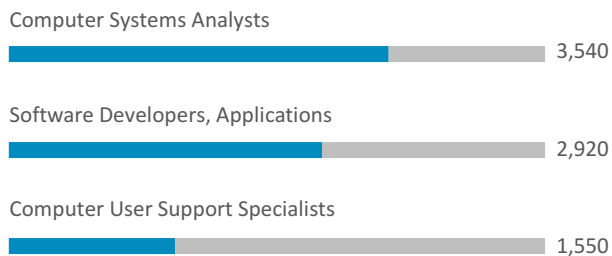 Computer Systems Analysts
3,540
Software Developers, Applications
2,920
Computer User Support Specialists
1,550